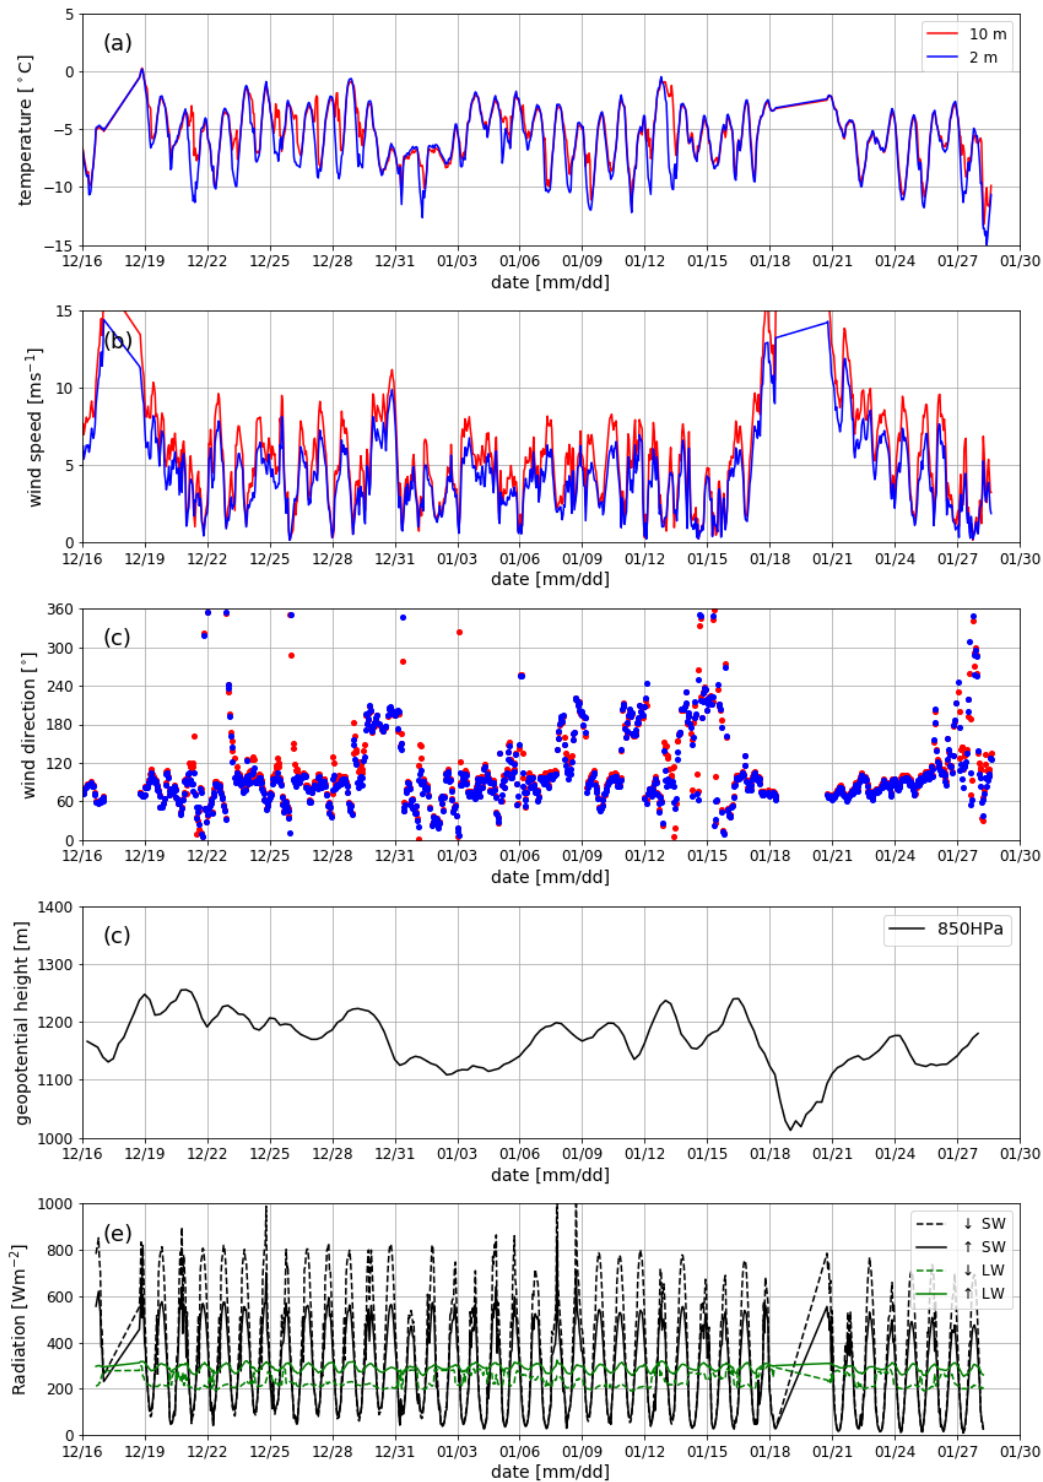 (a)
10 m
2 m
temperature [°C]
5
0
−5
−10
−15
12/16 12/19 12/22 12/25 12/28 12/31 01/03 01/06 01/09 01/12 01/15 01/18 01/21 01/24 01/27 01/30
date [mm/dd]
(b)
wind speed [ms⁻¹]
15
10
5
0
12/16 12/19 12/22 12/25 12/28 12/31 01/03 01/06 01/09 01/12 01/15 01/18 01/21 01/24 01/27 01/30
date [mm/dd]
(c)
wind direction [°]
360
300
240
180
120
60
0
12/16 12/19 12/22 12/25 12/28 12/31 01/03 01/06 01/09 01/12 01/15 01/18 01/21 01/24 01/27 01/30
date [mm/dd]
(c)
850HPa
geopotential height [m]
1400
1300
1200
1100
1000
12/16 12/19 12/22 12/25 12/28 12/31 01/03 01/06 01/09 01/12 01/15 01/18 01/21 01/24 01/27 01/30
date [mm/dd]
(e)
↓ SW
↑ SW
↓ LW
↑ LW
Radiation [Wm⁻²]
1000
800
600
400
200
0
12/16 12/19 12/22 12/25 12/28 12/31 01/03 01/06 01/09 01/12 01/15 01/18 01/21 01/24 01/27 01/30
date [mm/dd]